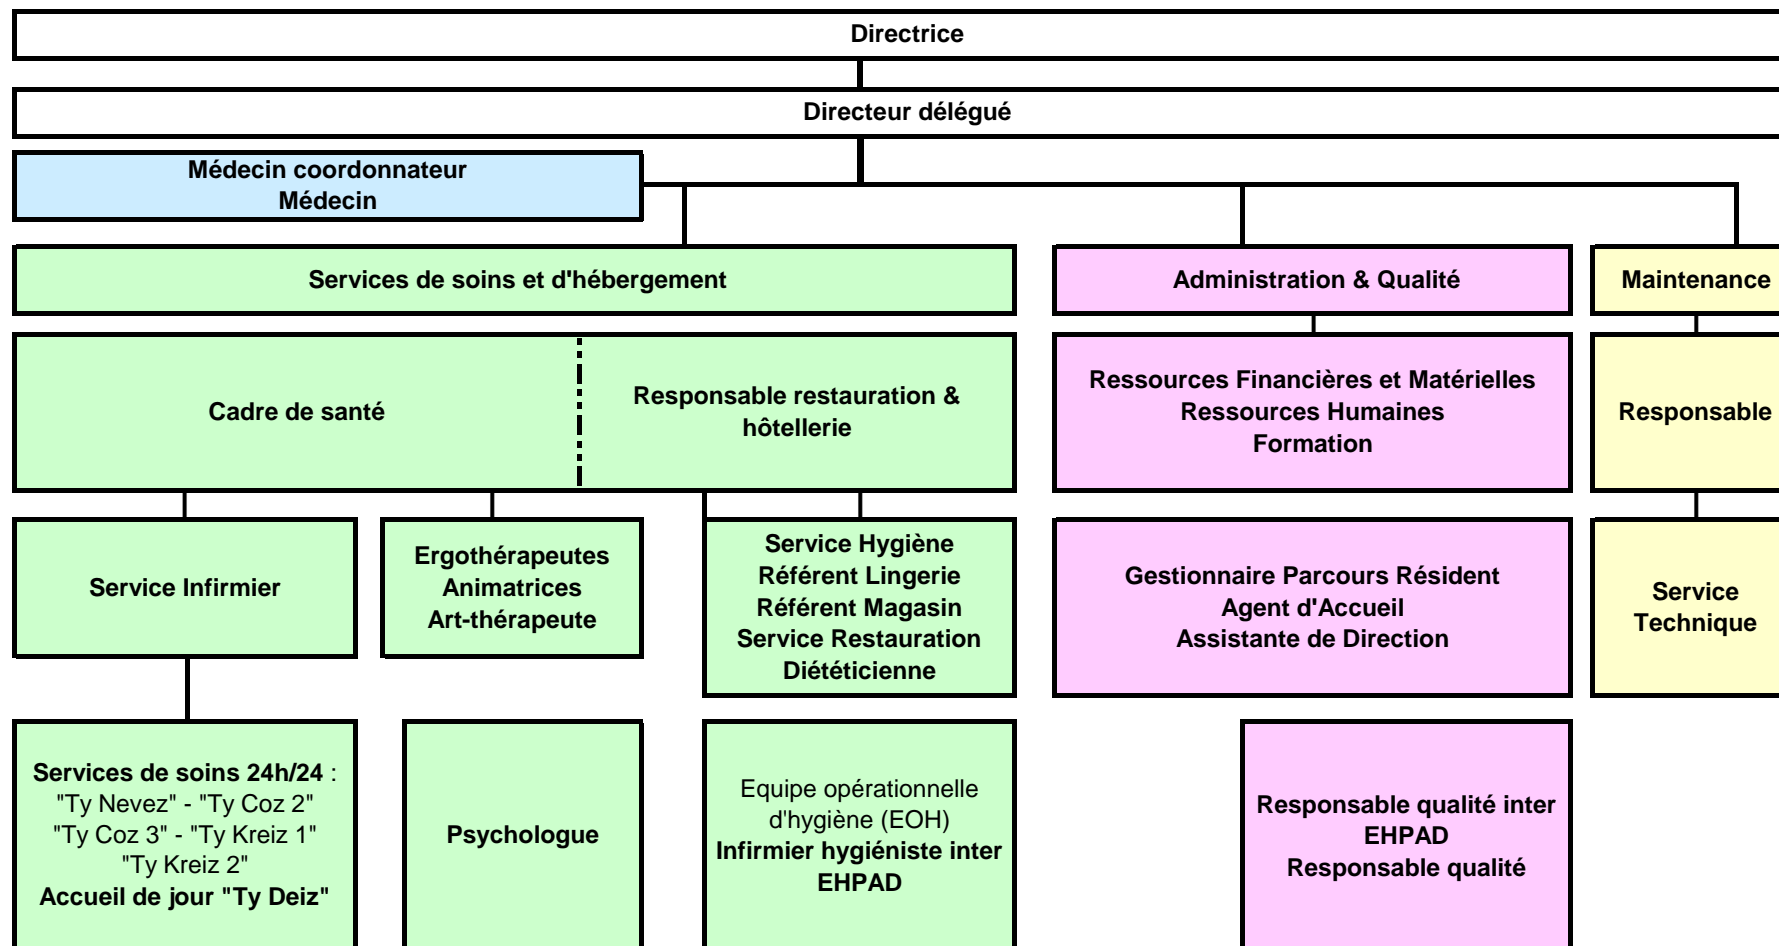 Directrice
Directeur délégué
Médecin coordonnateur
Médecin
Services de soins et d'hébergement
Administration & Qualité
Maintenance
Cadre de santé
Responsable restauration &
hôtellerie
Ressources Financières et Matérielles
Ressources Humaines
Formation
Responsable
Service Infirmier
Ergothérapeutes
Animatrices
Art-thérapeute
Service Hygiène
Référent Lingerie
Référent Magasin
Service Restauration
Diététicienne
Gestionnaire Parcours Résident
Agent d'Accueil
Assistante de Direction
Service
Technique
Services de soins 24h/24 :
"Ty Nevez" - "Ty Coz 2"
"Ty Coz 3" - "Ty Kreiz 1"
"Ty Kreiz 2"
Accueil de jour "Ty Deiz"
Psychologue
Equipe opérationnelle
d'hygiène (EOH)
Infirmier hygiéniste inter
EHPAD
Responsable qualité inter
EHPAD
Responsable qualité